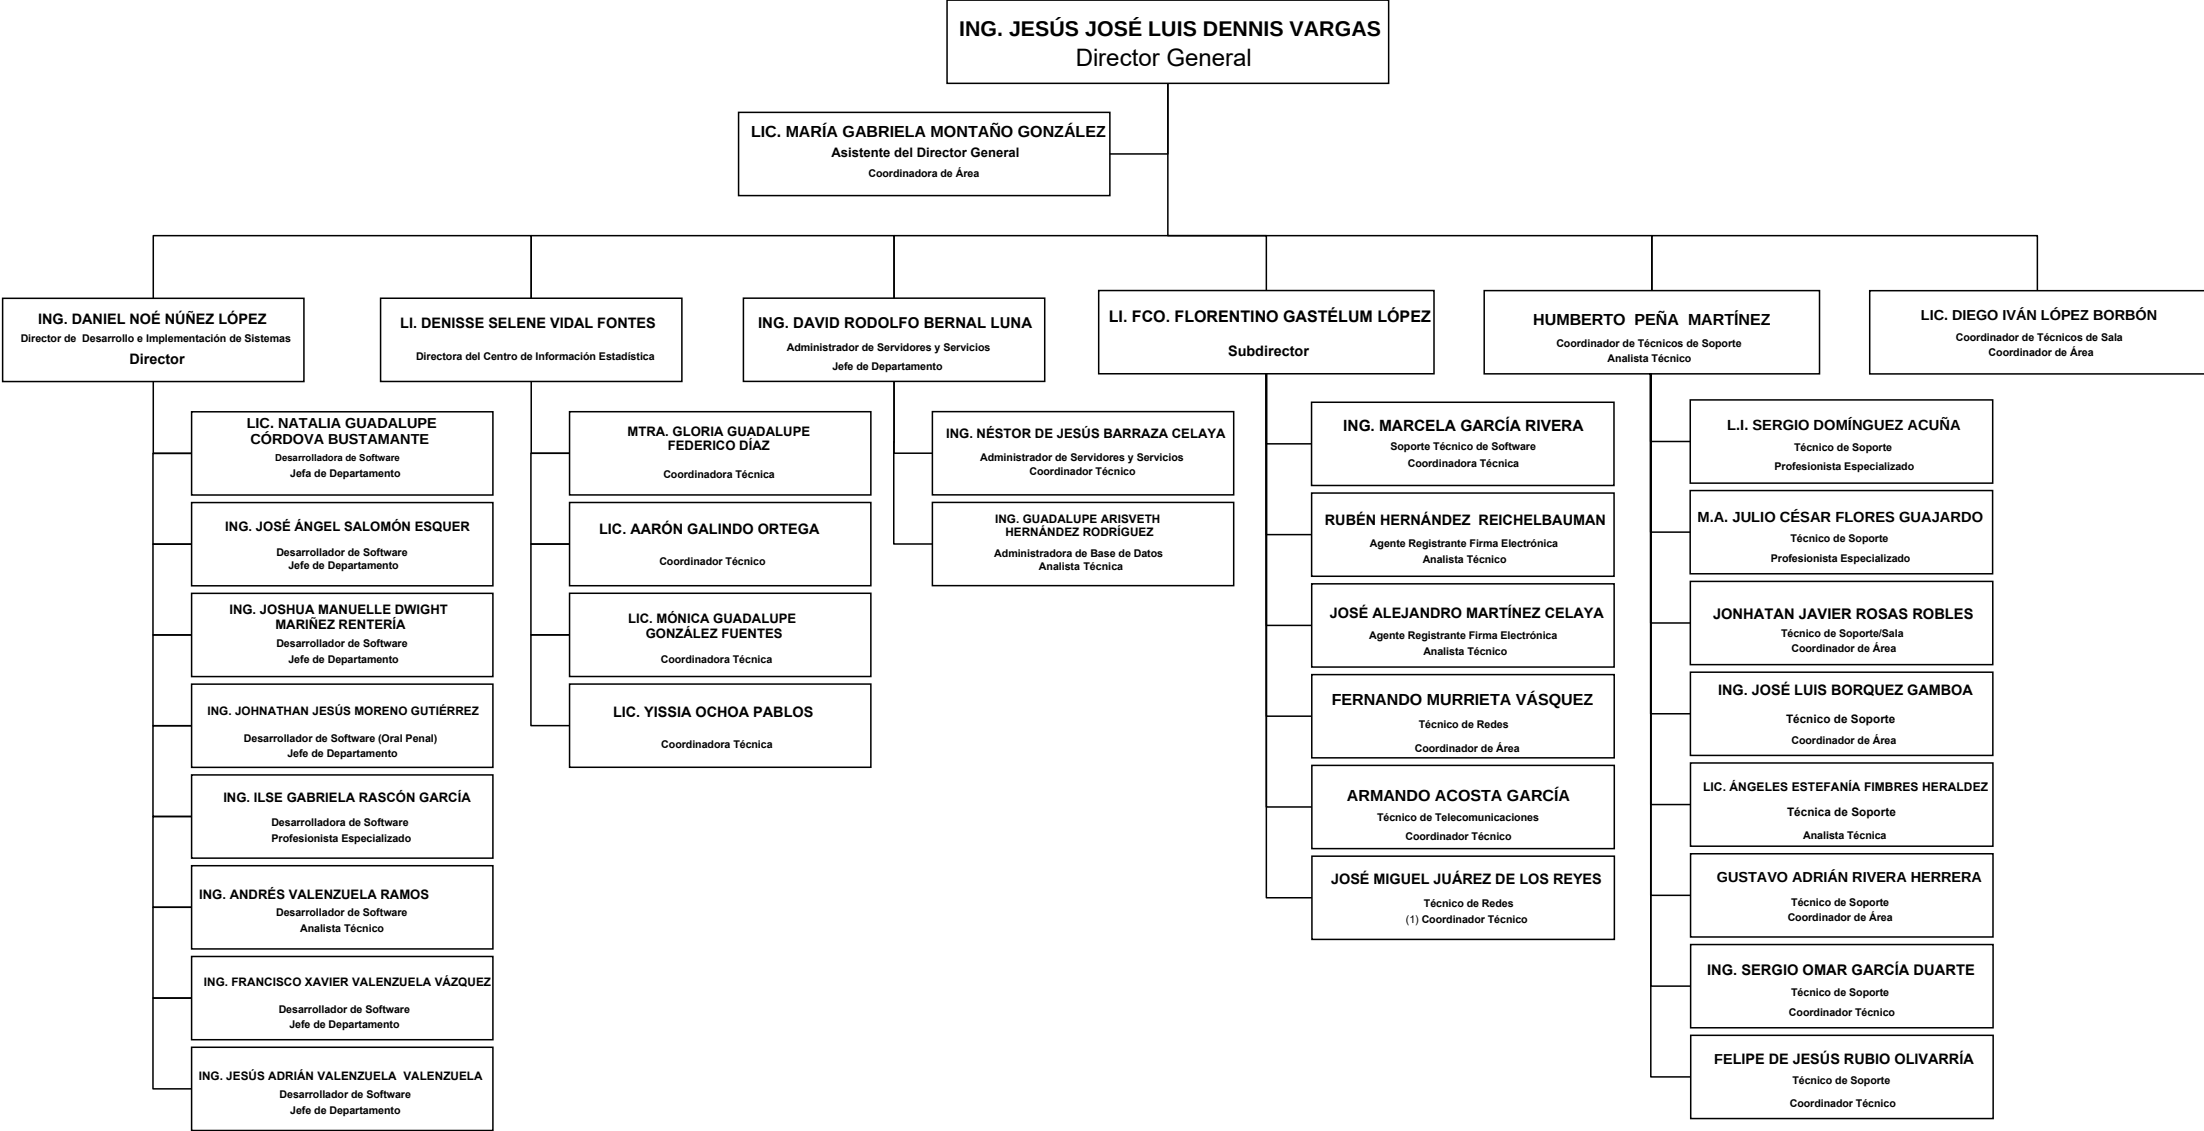 ING. JESÚS JOSÉ LUIS DENNIS VARGAS
Director General
LIC. MARÍA GABRIELA MONTAÑO GONZÁLEZ
Asistente del Director General
Coordinadora de Área
ING. DANIEL NOÉ NÚÑEZ LÓPEZ
Director de Desarrollo e Implementación de Sistemas
Director
LIC. NATALIA GUADALUPE
CÓRDOVA BUSTAMANTE
Desarrolladora de Software
Jefa de Departamento
ING. JOSÉ ÁNGEL SALOMÓN ESQUER
Desarrollador de Software
Jefe de Departamento
ING. JOSHUA MANUELLE DWIGHT
MARIÑEZ RENTERÍA
Desarrollador de Software
Jefe de Departamento
ING. JOHNATHAN JESÚS MORENO GUTIÉRREZ
Desarrollador de Software (Oral Penal)
Jefe de Departamento
ING. ILSE GABRIELA RASCÓN GARCÍA
Desarrolladora de Software
Profesionista Especializado
ING. ANDRÉS VALENZUELA RAMOS
Desarrollador de Software
Analista Técnico
ING. FRANCISCO XAVIER VALENZUELA VÁZQUEZ
Desarrollador de Software
Jefe de Departamento
ING. JESÚS ADRIÁN VALENZUELA VALENZUELA
Desarrollador de Software
Jefe de Departamento
LI. DENISSE SELENE VIDAL FONTES
Directora del Centro de Información Estadística
MTRA. GLORIA GUADALUPE
FEDERICO DÍAZ
Coordinadora Técnica
LIC. AARÓN GALINDO ORTEGA
Coordinador Técnico
LIC. MÓNICA GUADALUPE
GONZÁLEZ FUENTES
Coordinadora Técnica
LIC. YISSIA OCHOA PABLOS
Coordinadora Técnica
ING. DAVID RODOLFO BERNAL LUNA
Administrador de Servidores y Servicios
Jefe de Departamento
ING. NÉSTOR DE JESÚS BARRAZA CELAYA
Administrador de Servidores y Servicios
Coordinador Técnico
ING. GUADALUPE ARISVETH
HERNÁNDEZ RODRÍGUEZ
Administradora de Base de Datos
Analista Técnica
LI. FCO. FLORENTINO GASTÉLUM LÓPEZ
Subdirector
ING. MARCELA GARCÍA RIVERA
Soporte Técnico de Software
Coordinadora Técnica
RUBÉN HERNÁNDEZ REICHELBAUMAN
Agente Registrante Firma Electrónica
Analista Técnico
JOSÉ ALEJANDRO MARTÍNEZ CELAYA
Agente Registrante Firma Electrónica
Analista Técnico
FERNANDO MURRIETA VÁSQUEZ
Técnico de Redes
Coordinador de Área
ARMANDO ACOSTA GARCÍA
Técnico de Telecomunicaciones
Coordinador Técnico
JOSÉ MIGUEL JUÁREZ DE LOS REYES
Técnico de Redes
(1) Coordinador Técnico
HUMBERTO PEÑA MARTÍNEZ
Coordinador de Técnicos de Soporte
Analista Técnico
L.I. SERGIO DOMÍNGUEZ ACUÑA
Técnico de Soporte
Profesionista Especializado
M.A. JULIO CÉSAR FLORES GUAJARDO
Técnico de Soporte
Profesionista Especializado
JONHATAN JAVIER ROSAS ROBLES
Técnico de Soporte/Sala
Coordinador de Área
ING. JOSÉ LUIS BORQUEZ GAMBOA
Técnico de Soporte
Coordinador de Área
LIC. ÁNGELES ESTEFANÍA FIMBRES HERALDEZ
Técnica de Soporte
Analista Técnica
GUSTAVO ADRIÁN RIVERA HERRERA
Técnico de Soporte
Coordinador de Área
ING. SERGIO OMAR GARCÍA DUARTE
Técnico de Soporte
Coordinador Técnico
FELIPE DE JESÚS RUBIO OLIVARRÍA
Técnico de Soporte
Coordinador Técnico
LIC. DIEGO IVÁN LÓPEZ BORBÓN
Coordinador de Técnicos de Sala
Coordinador de Área